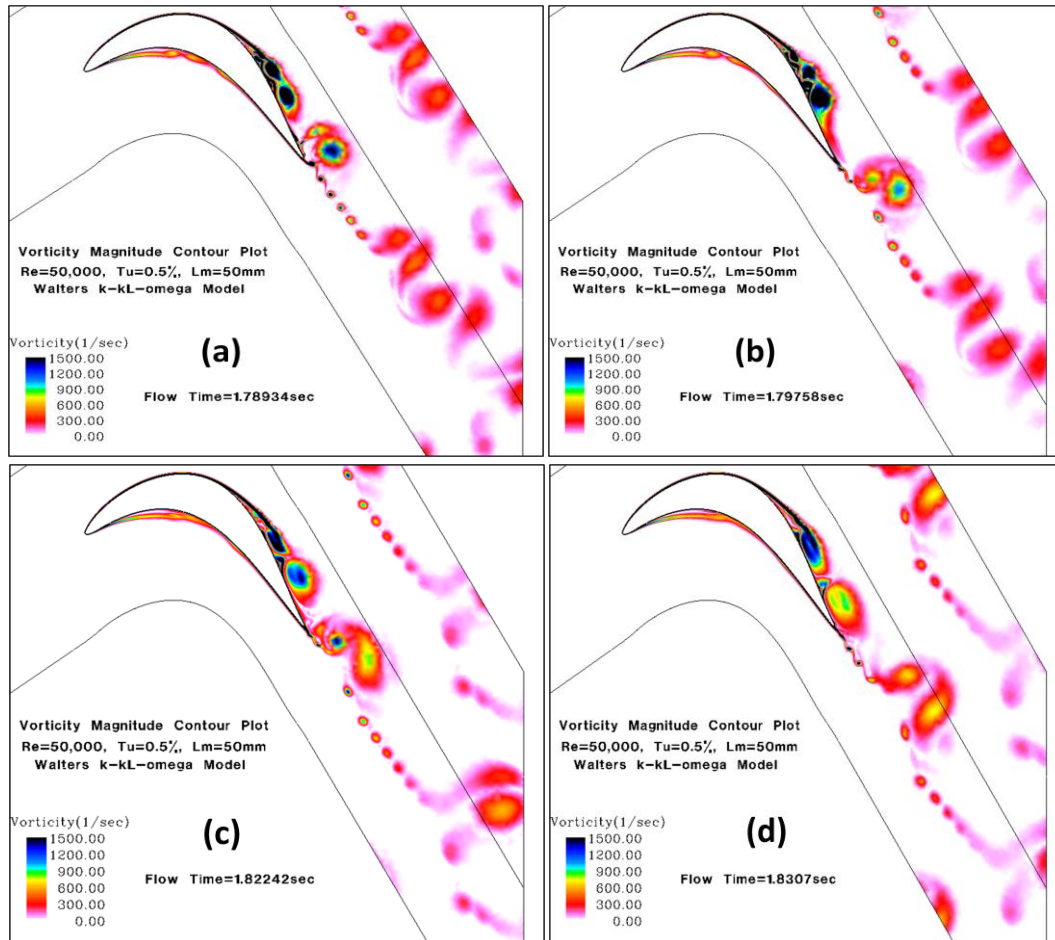 Vorticity Magnitude Contour Plot
Re=50,000, Tu=0.5%, Lm=50mm
Walters k-kL-omega Model
Vorticity(1/sec)
1500.00
1200.00
900.00
600.00
300.00
0.00
(a)
Flow Time=1.78934sec
Vorticity Magnitude Contour Plot
Re=50,000, Tu=0.5%, Lm=50mm
Walters k-kL-omega Model
Vorticity(1/sec)
1500.00
1200.00
900.00
600.00
300.00
0.00
(b)
Flow Time=1.79758sec
Vorticity Magnitude Contour Plot
Re=50,000, Tu=0.5%, Lm=50mm
Walters k-kL-omega Model
Vorticity(1/sec)
1500.00
1200.00
900.00
600.00
300.00
0.00
(c)
Flow Time=1.82242sec
Vorticity Magnitude Contour Plot
Re=50,000, Tu=0.5%, Lm=50mm
Walters k-kL-omega Model
Vorticity(1/sec)
1500.00
1200.00
900.00
600.00
300.00
0.00
(d)
Flow Time=1.8307sec